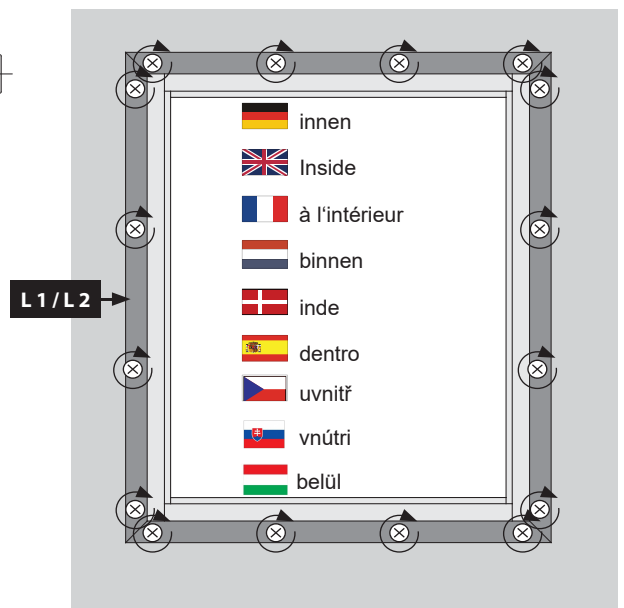 innen
Inside
à l‘intérieur
binnen
inde
L 1 / L 2
dentro
uvnitř
vnútri
belül